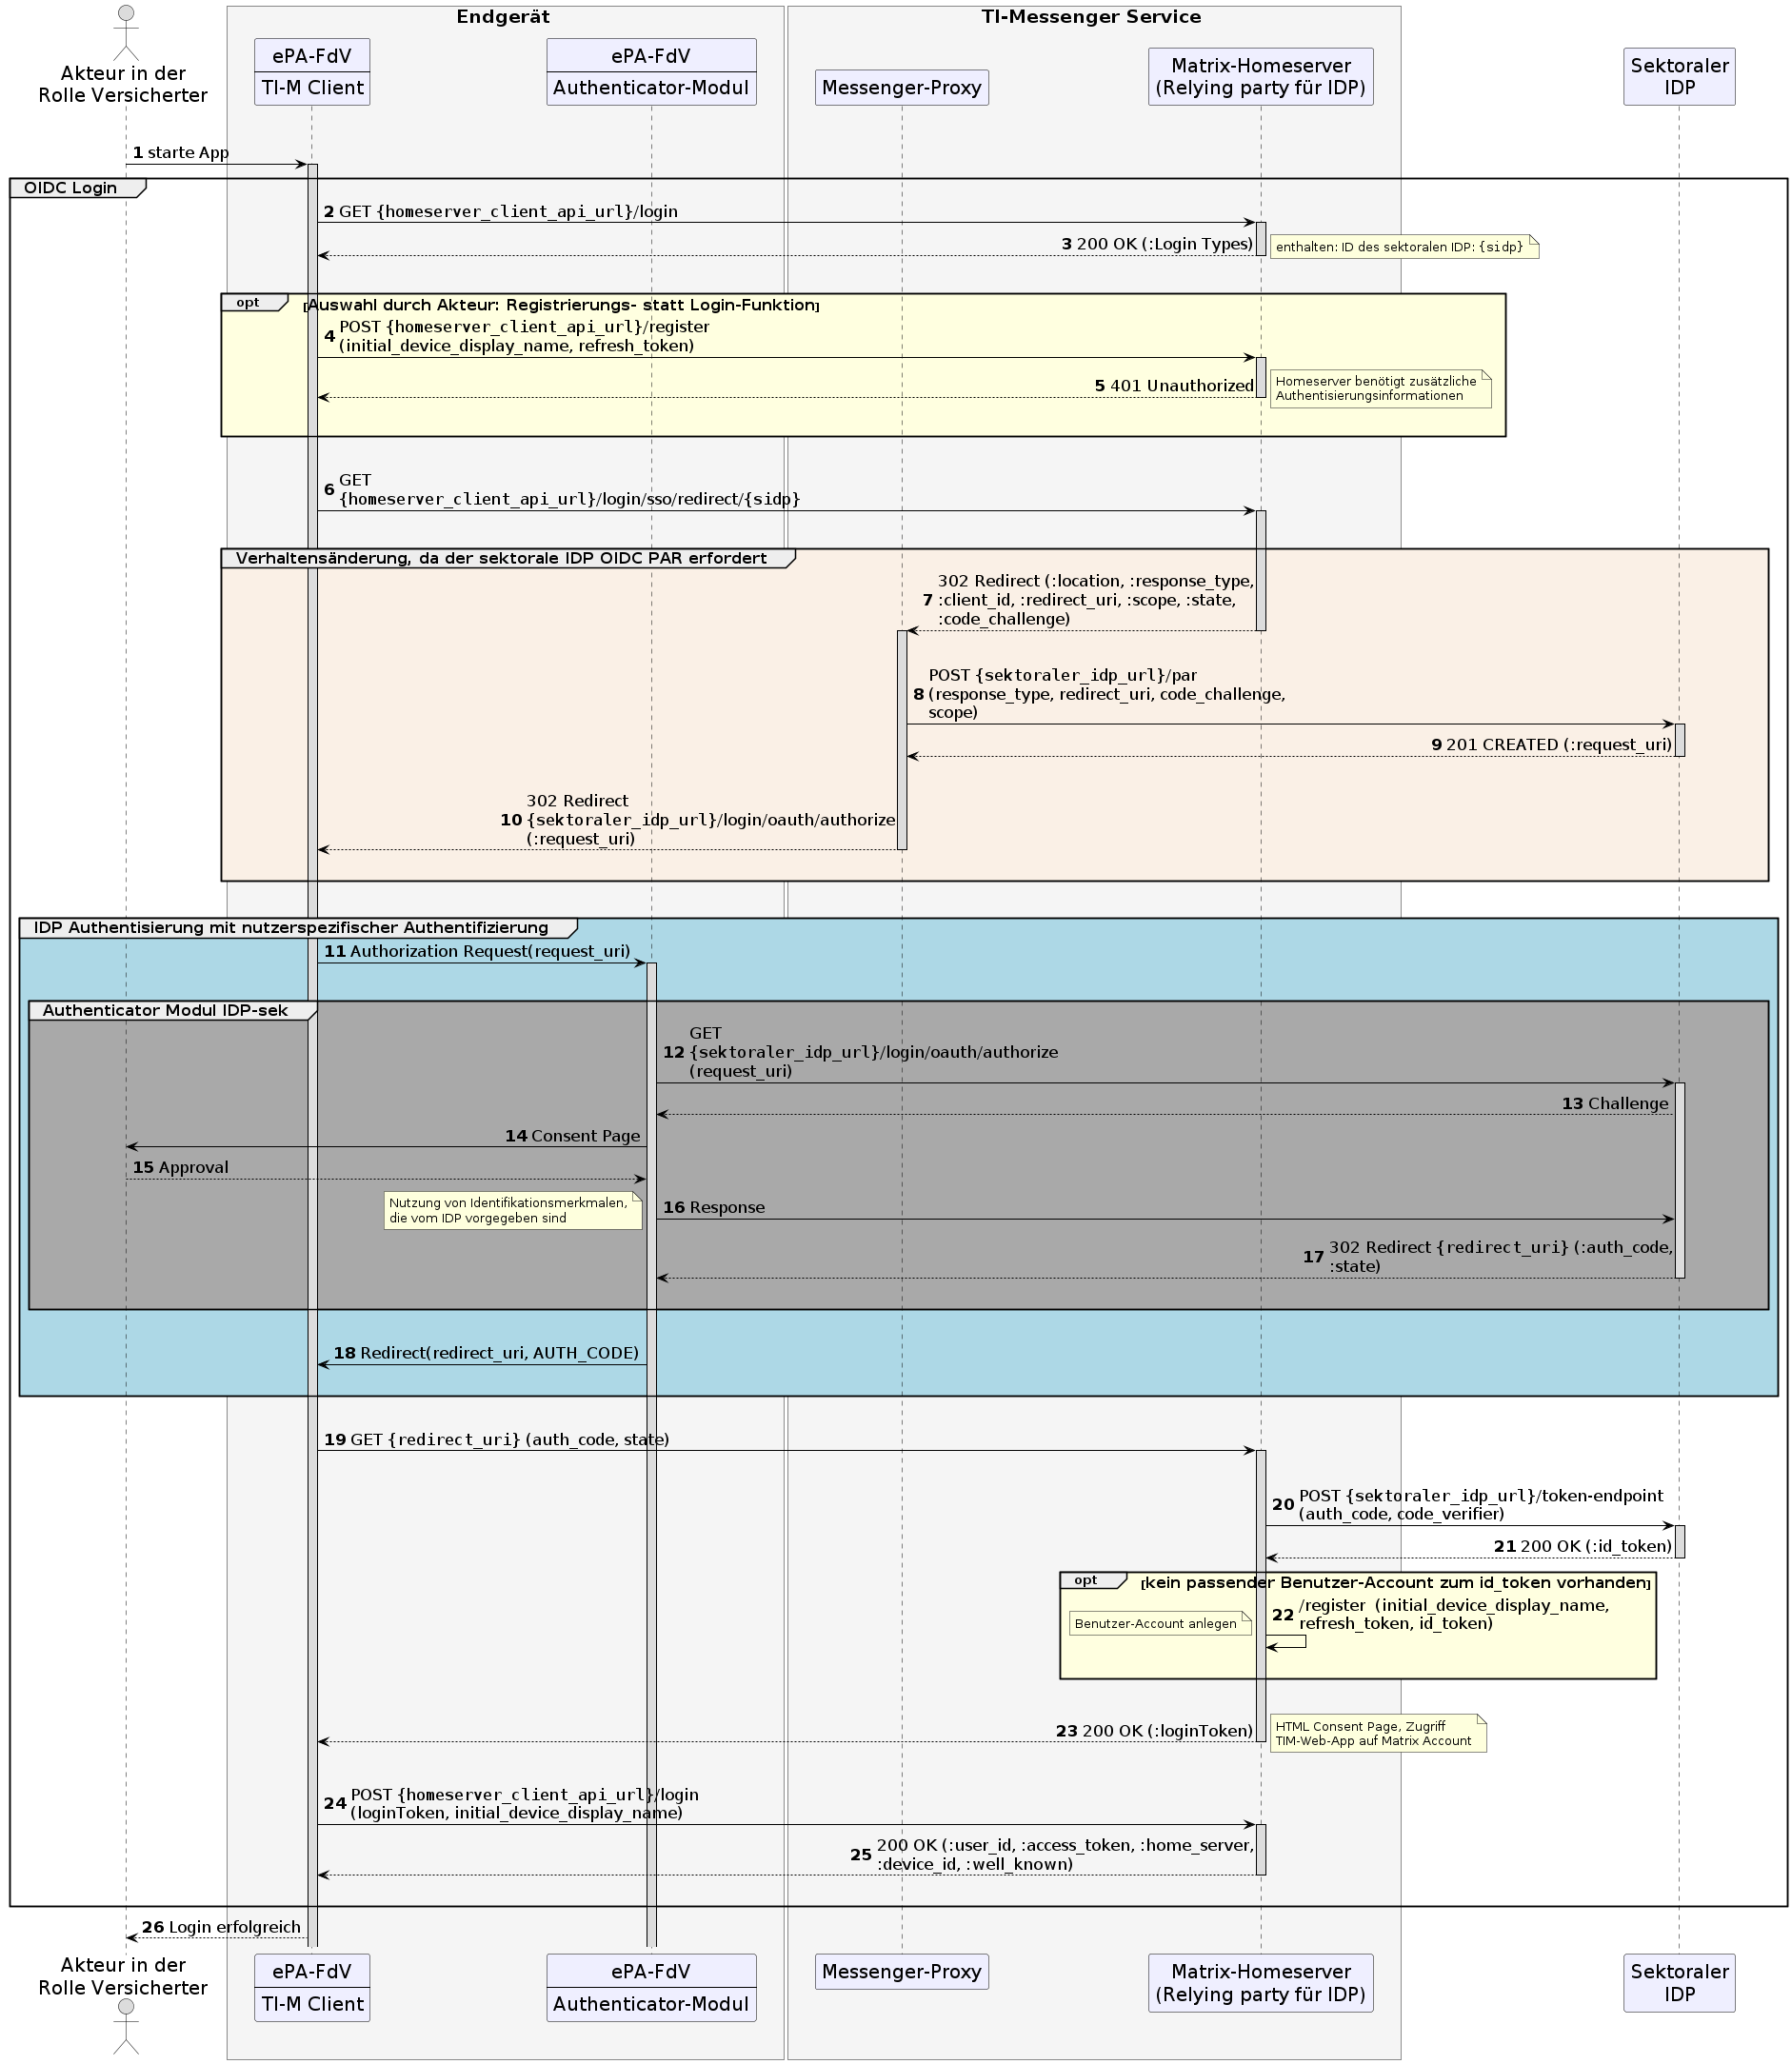 Endgerät
TI-Messenger Service
Akteur in der
Rolle Versicherter
ePA-FdV
TI-M Client
ePA-FdV
Authenticator-Modul
Messenger-Proxy
Matrix-Homeserver
(Relying party für IDP)
Sektoraler
IDP
1 starte App
OIDC Login
2 GET {homeserver_client_api_url}/login
3 200 OK (:Login Types)
enthalten: ID des sektoralen IDP: {sidp}
opt
[Auswahl durch Akteur: Registrierungs- statt Login-Funktion]
4 POST {homeserver_client_api_url}/register
(initial_device_display_name, refresh_token)
5 401 Unauthorized
Homeserver benötigt zusätzliche
Authentisierungsinformationen
6 GET
{homeserver_client_api_url}/login/sso/redirect/{sidp}
Verhaltensänderung, da der sektorale IDP OIDC PAR erfordert
7 302 Redirect (:location, :response_type,
:client_id, :redirect_uri, :scope, :state,
:code_challenge)
8 POST {sektoraler_idp_url}/par
(response_type, redirect_uri, code_challenge,
scope)
9 201 CREATED (:request_uri)
10 302 Redirect
{sektoraler_idp_url}/login/oauth/authorize
(:request_uri)
IDP Authentisierung mit nutzerspezifischer Authentifizierung
11 Authorization Request(request_uri)
Authenticator Modul IDP-sek
12 GET
{sektoraler_idp_url}/login/oauth/authorize
(request_uri)
13 Challenge
14 Consent Page
15 Approval
Nutzung von Identifikationsmerkmalen,
die vom IDP vorgegeben sind
16 Response
17 302 Redirect {redirect_uri} (:auth_code,
:state)
18 Redirect(redirect_uri, AUTH_CODE)
19 GET {redirect_uri} (auth_code, state)
20 POST {sektoraler_idp_url}/token-endpoint
(auth_code, code_verifier)
21 200 OK (:id_token)
opt
[kein passender Benutzer-Account zum id_token vorhanden]
Benutzer-Account anlegen
22 /register (initial_device_display_name,
refresh_token, id_token)
23 200 OK (:loginToken)
HTML Consent Page, Zugriff
TIM-Web-App auf Matrix Account
24 POST {homeserver_client_api_url}/login
(loginToken, initial_device_display_name)
25 200 OK (:user_id, :access_token, :home_server,
:device_id, :well_known)
26 Login erfolgreich
Akteur in der
Rolle Versicherter
ePA-FdV
TI-M Client
ePA-FdV
Authenticator-Modul
Messenger-Proxy
Matrix-Homeserver
(Relying party für IDP)
Sektoraler
IDP